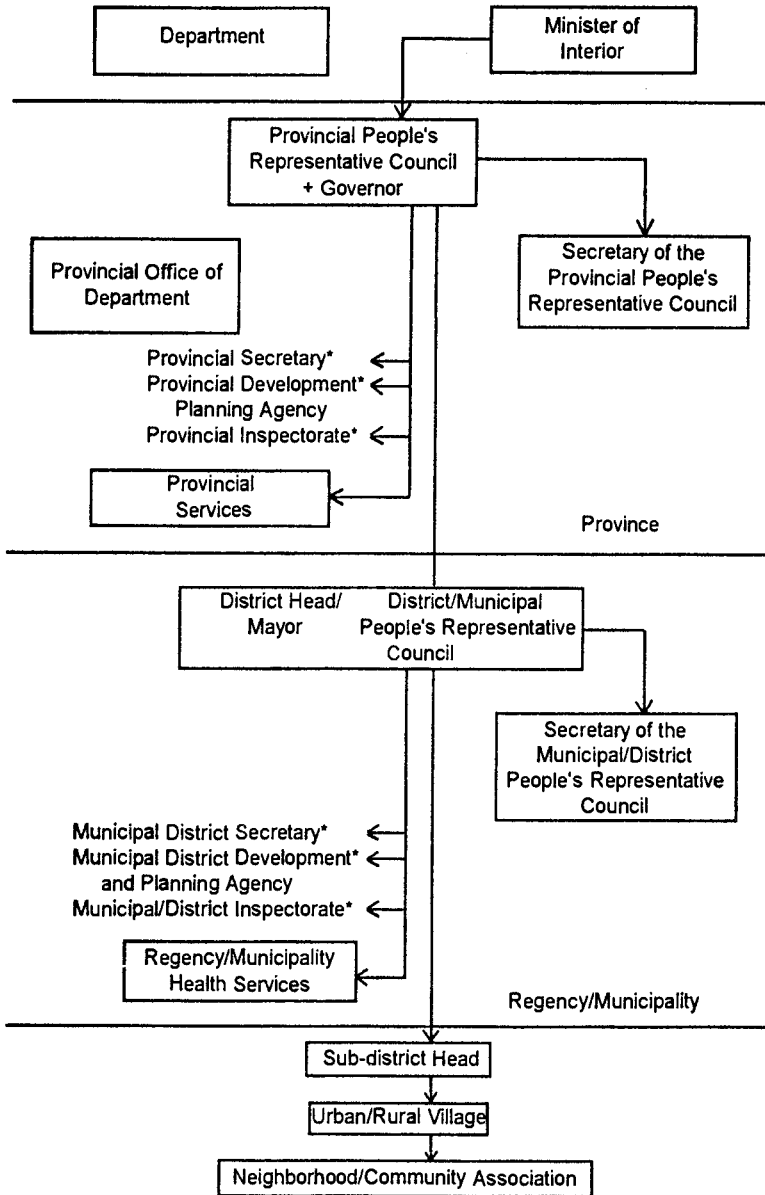 Department
Minister of
Interior
Provincial People's
Representative Council
+ Governor
Secretary of the
Provincial People's
Representative Council
Provincial Office of
Department
Provincial Secretary*
Provincial Development*
Planning Agency
Provincial Inspectorate*
Provincial
Services
Province
District Head/
Mayor
District/Municipal
People's Representative
Council
Secretary of the
Municipal/District
People's Representative
Council
Municipal District Secretary*
Municipal District Development*
and Planning Agency
Municipal/District Inspectorate*
Regency/Municipality
Health Services
Regency/Municipality
Sub-district Head
Urban/Rural Village
Neighborhood/Community Association